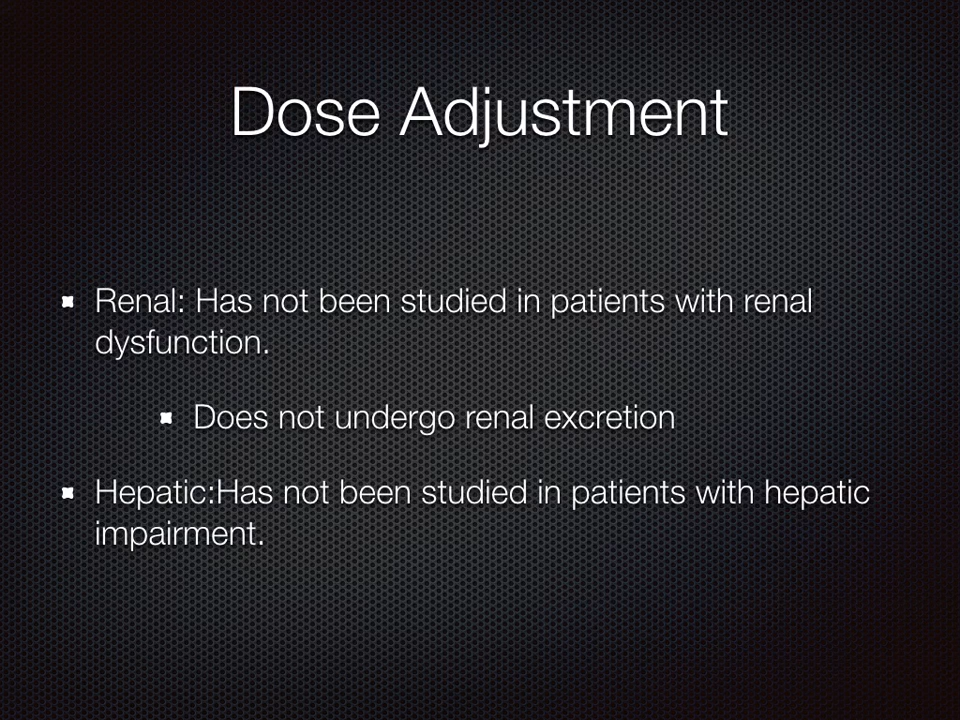 Dose Adjustment
Renal: Has not been studied in patients with renal
dysfunction.
Does not undergo renal excretion
Hepatic:Has not been studied in patients with hepatic
impairment.